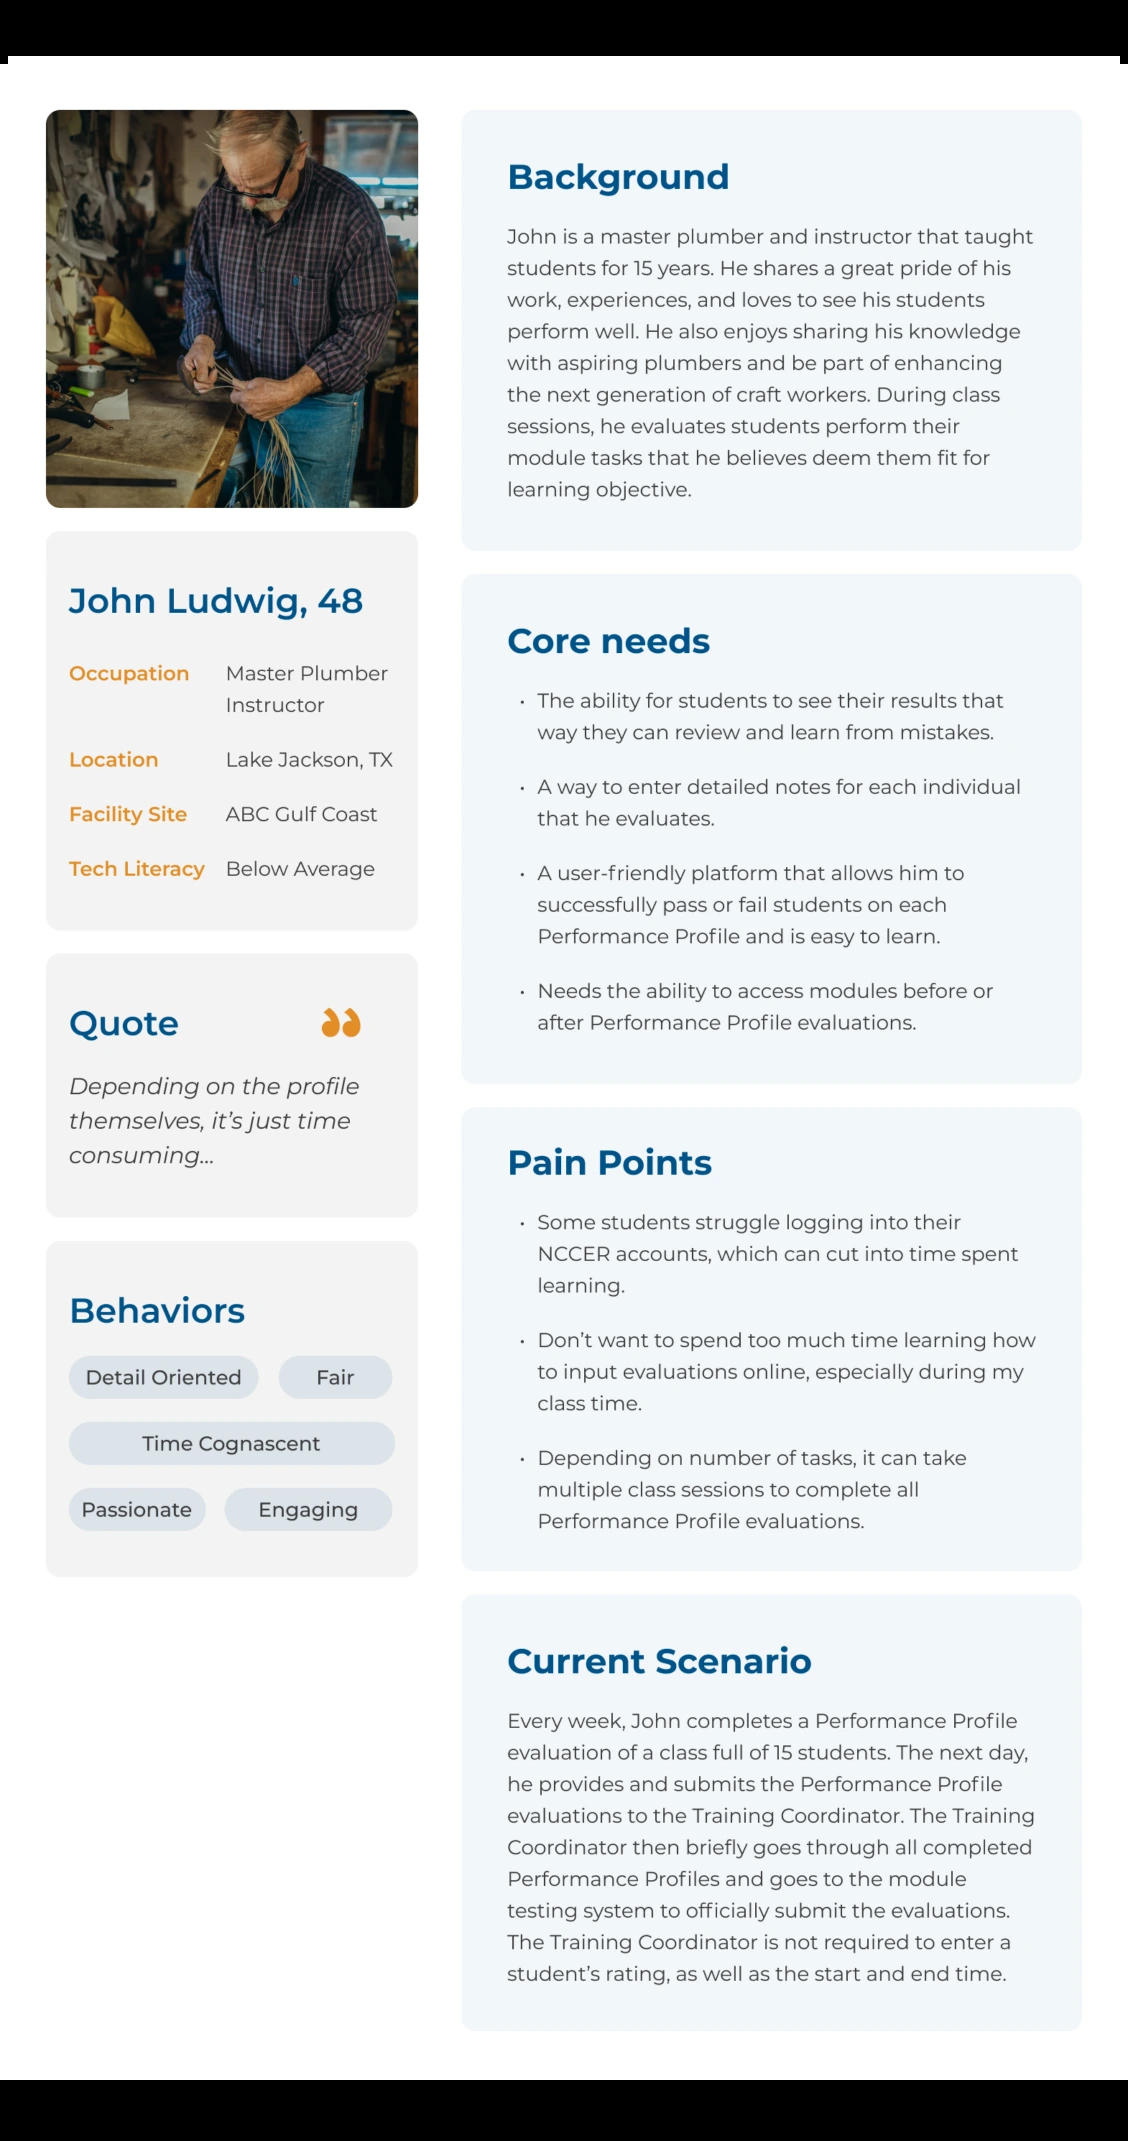 John Ludwig, 48
Occupation Master Plumber
Instructor
Location Lake Jackson, TX
Facility Site ABC Gulf Coast
Tech Literacy Below Average
Quote ❝
Depending on the profile
themselves, it’s just time
consuming...
Behaviors
Detail Oriented Fair
Time Cognascent
Passionate Engaging
Background
John is a master plumber and instructor that taught
students for 15 years. He shares a great pride of his
work, experiences, and loves to see his students
perform well. He also enjoys sharing his knowledge
with aspiring plumbers and be part of enhancing
the next generation of craft workers. During class
sessions, he evaluates students perform their
module tasks that he believes deem them fit for
learning objective.
Core needs
• The ability for students to see their results that
way they can review and learn from mistakes.
• A way to enter detailed notes for each individual
that he evaluates.
• A user-friendly platform that allows him to
successfully pass or fail students on each
Performance Profile and is easy to learn.
• Needs the ability to access modules before or
after Performance Profile evaluations.
Pain Points
• Some students struggle logging into their
NCCER accounts, which can cut into time spent
learning.
• Don’t want to spend too much time learning how
to input evaluations online, especially during my
class time.
• Depending on number of tasks, it can take
multiple class sessions to complete all
Performance Profile evaluations.
Current Scenario
Every week, John completes a Performance Profile
evaluation of a class full of 15 students. The next day,
he provides and submits the Performance Profile
evaluations to the Training Coordinator. The Training
Coordinator then briefly goes through all completed
Performance Profiles and goes to the module
testing system to officially submit the evaluations.
The Training Coordinator is not required to enter a
student’s rating, as well as the start and end time.